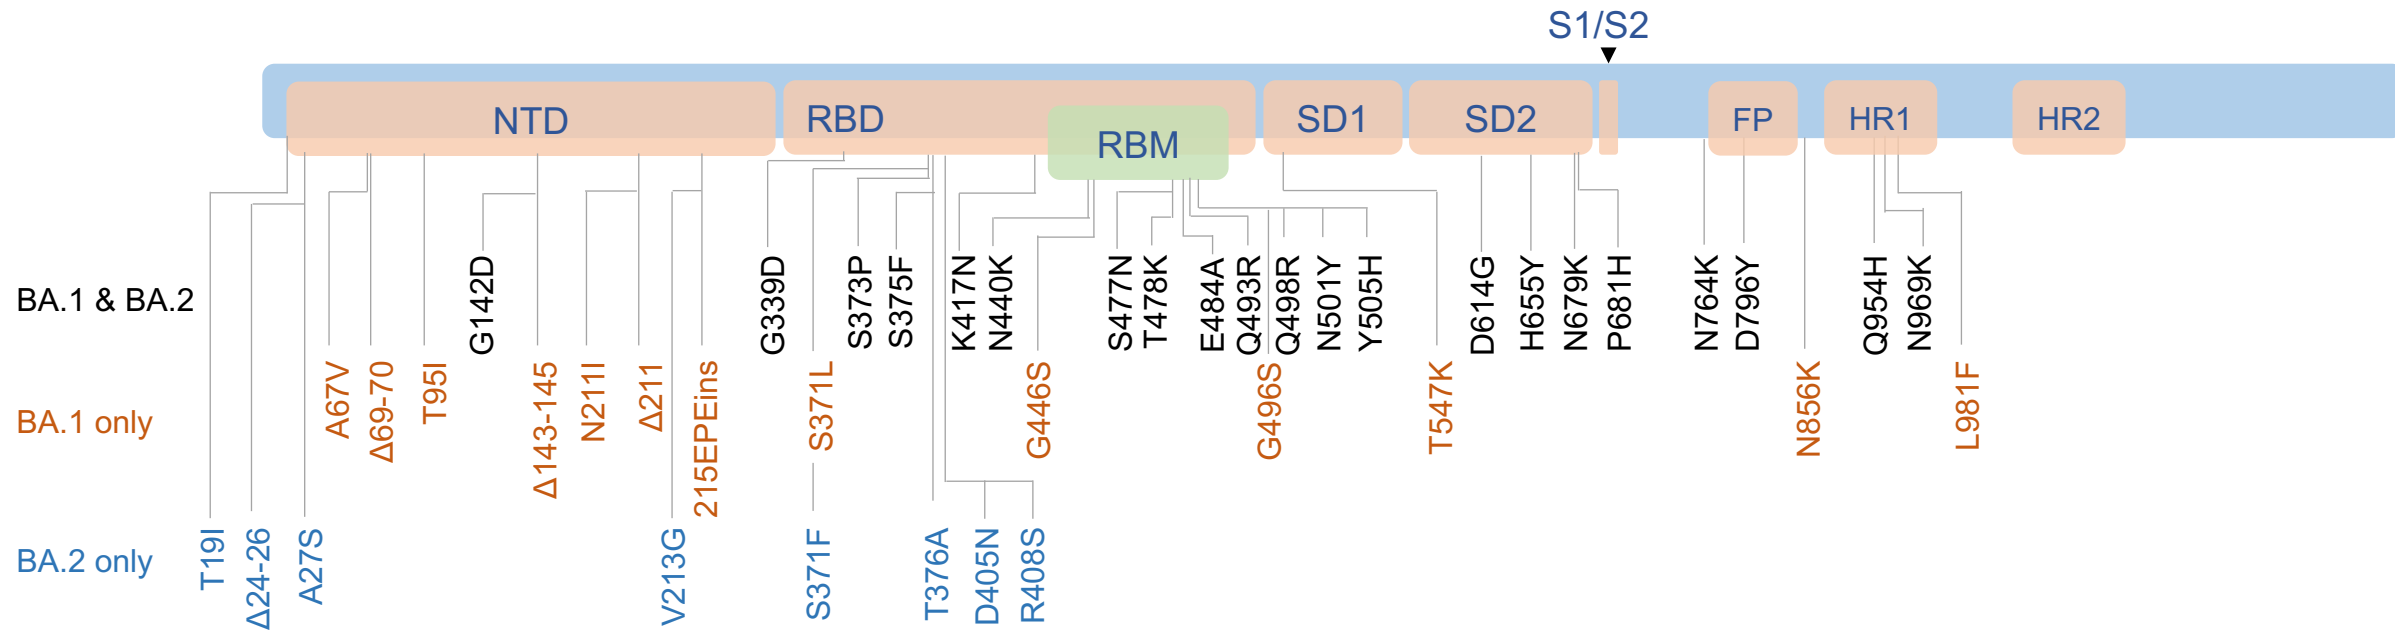 S1/S2
NTD
RBD
RBM
SD1
SD2
FP
HR1
HR2
BA.1 & BA.2
G142D
G339D
S373P
S375F
K417N
N440K
S477N
T478K
E484A
Q493R
Q498R
N501Y
Y505H
D614G
H655Y
N679K
P681H
N764K
D796Y
Q954H
N969K
BA.1 only
A67V
Δ69-70
T95I
Δ143-145
N211I
Δ211
215EPEins
S371L
G446S
G496S
T547K
N856K
L981F
BA.2 only
T19I
Δ24-26
A27S
V213G
S371F
T376A
D405N
R408S